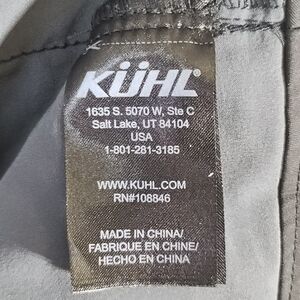 KÜHL
1635 S. 5070 W, Ste C
Salt Lake, UT 84104
USA
1-801-281-3185
WWW.KUHL.COM
RN#108846
MADE IN CHINA/
FABRIQUE EN CHINE/
HECHO EN CHINA